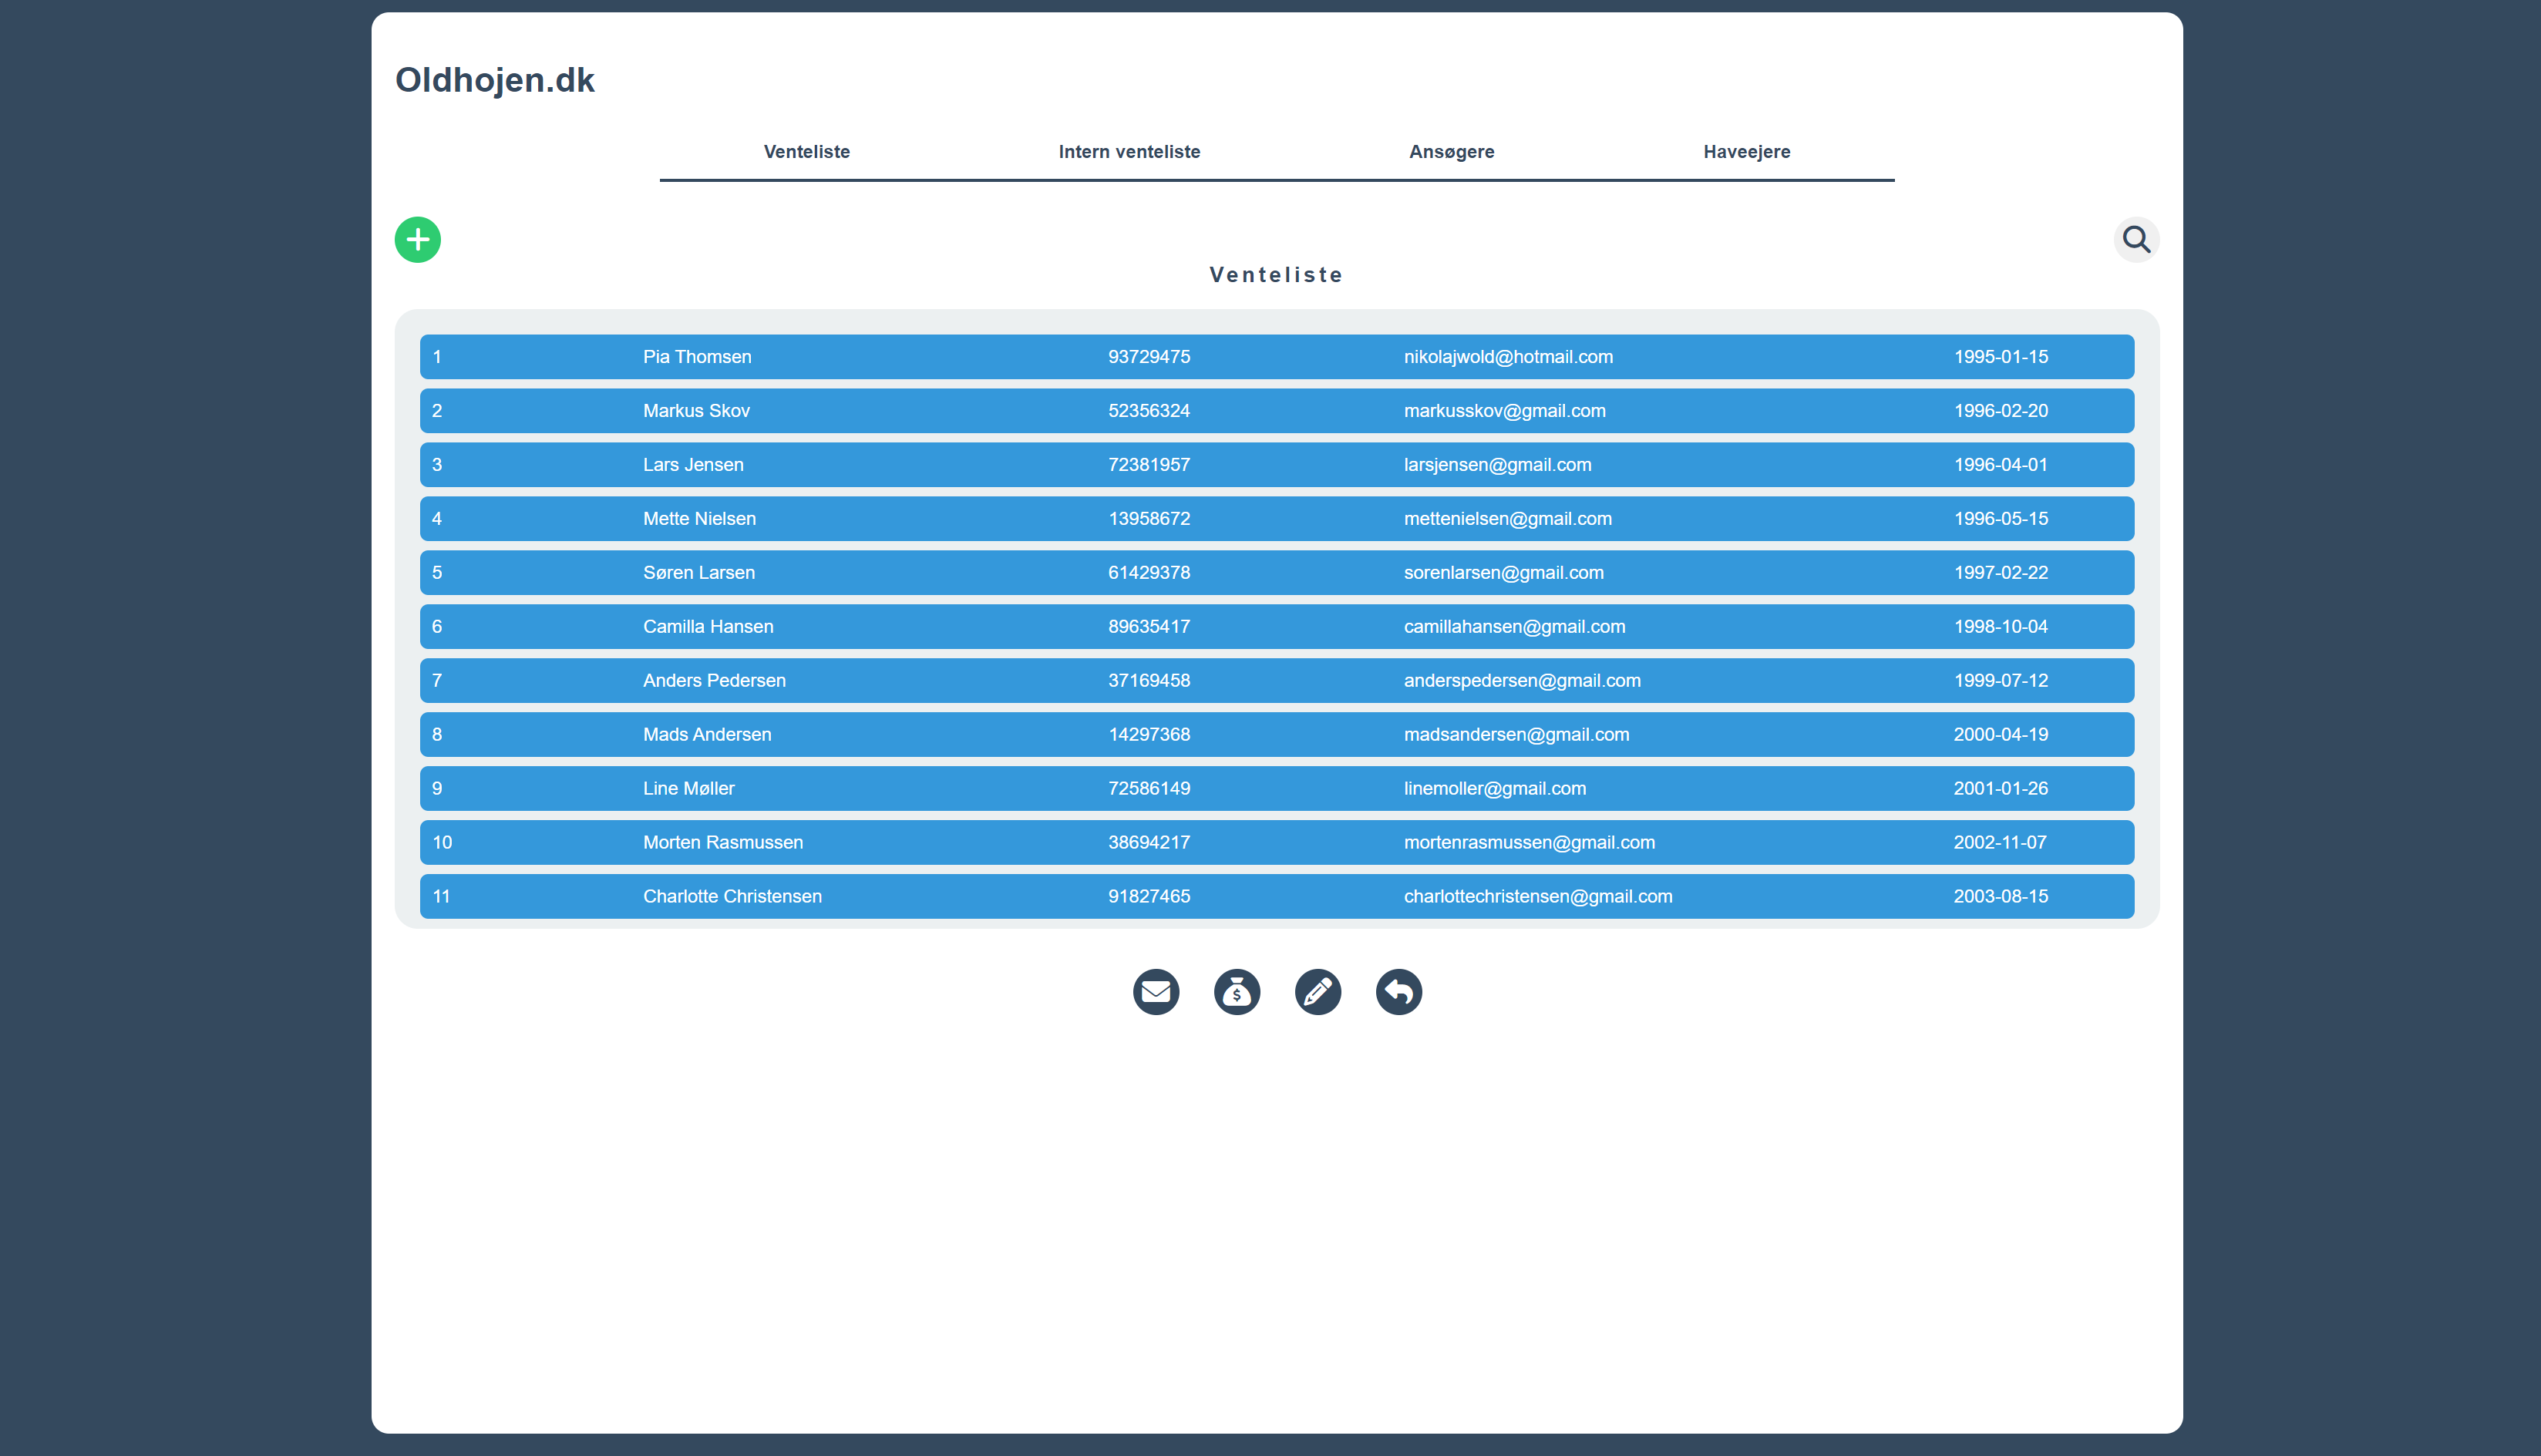 Oldhojen.dk
Venteliste Intern venteliste Ansøgere Haveejere
Venteliste
1 Pia Thomsen 93729475 nikolajwold@hotmail.com 1995-01-15
2 Markus Skov 52356324 markusskov@gmail.com 1996-02-20
3 Lars Jensen 72381957 larsjensen@gmail.com 1996-04-01
4 Mette Nielsen 13958672 mettenielsen@gmail.com 1996-05-15
5 Søren Larsen 61429378 sorenlarsen@gmail.com 1997-02-22
6 Camilla Hansen 89635417 camillahansen@gmail.com 1998-10-04
7 Anders Pedersen 37169458 anderspedersen@gmail.com 1999-07-12
8 Mads Andersen 14297368 madsandersen@gmail.com 2000-04-19
9 Line Møller 72586149 linemoller@gmail.com 2001-01-26
10 Morten Rasmussen 38694217 mortenrasmussen@gmail.com 2002-11-07
11 Charlotte Christensen 91827465 charlottechristensen@gmail.com 2003-08-15
$